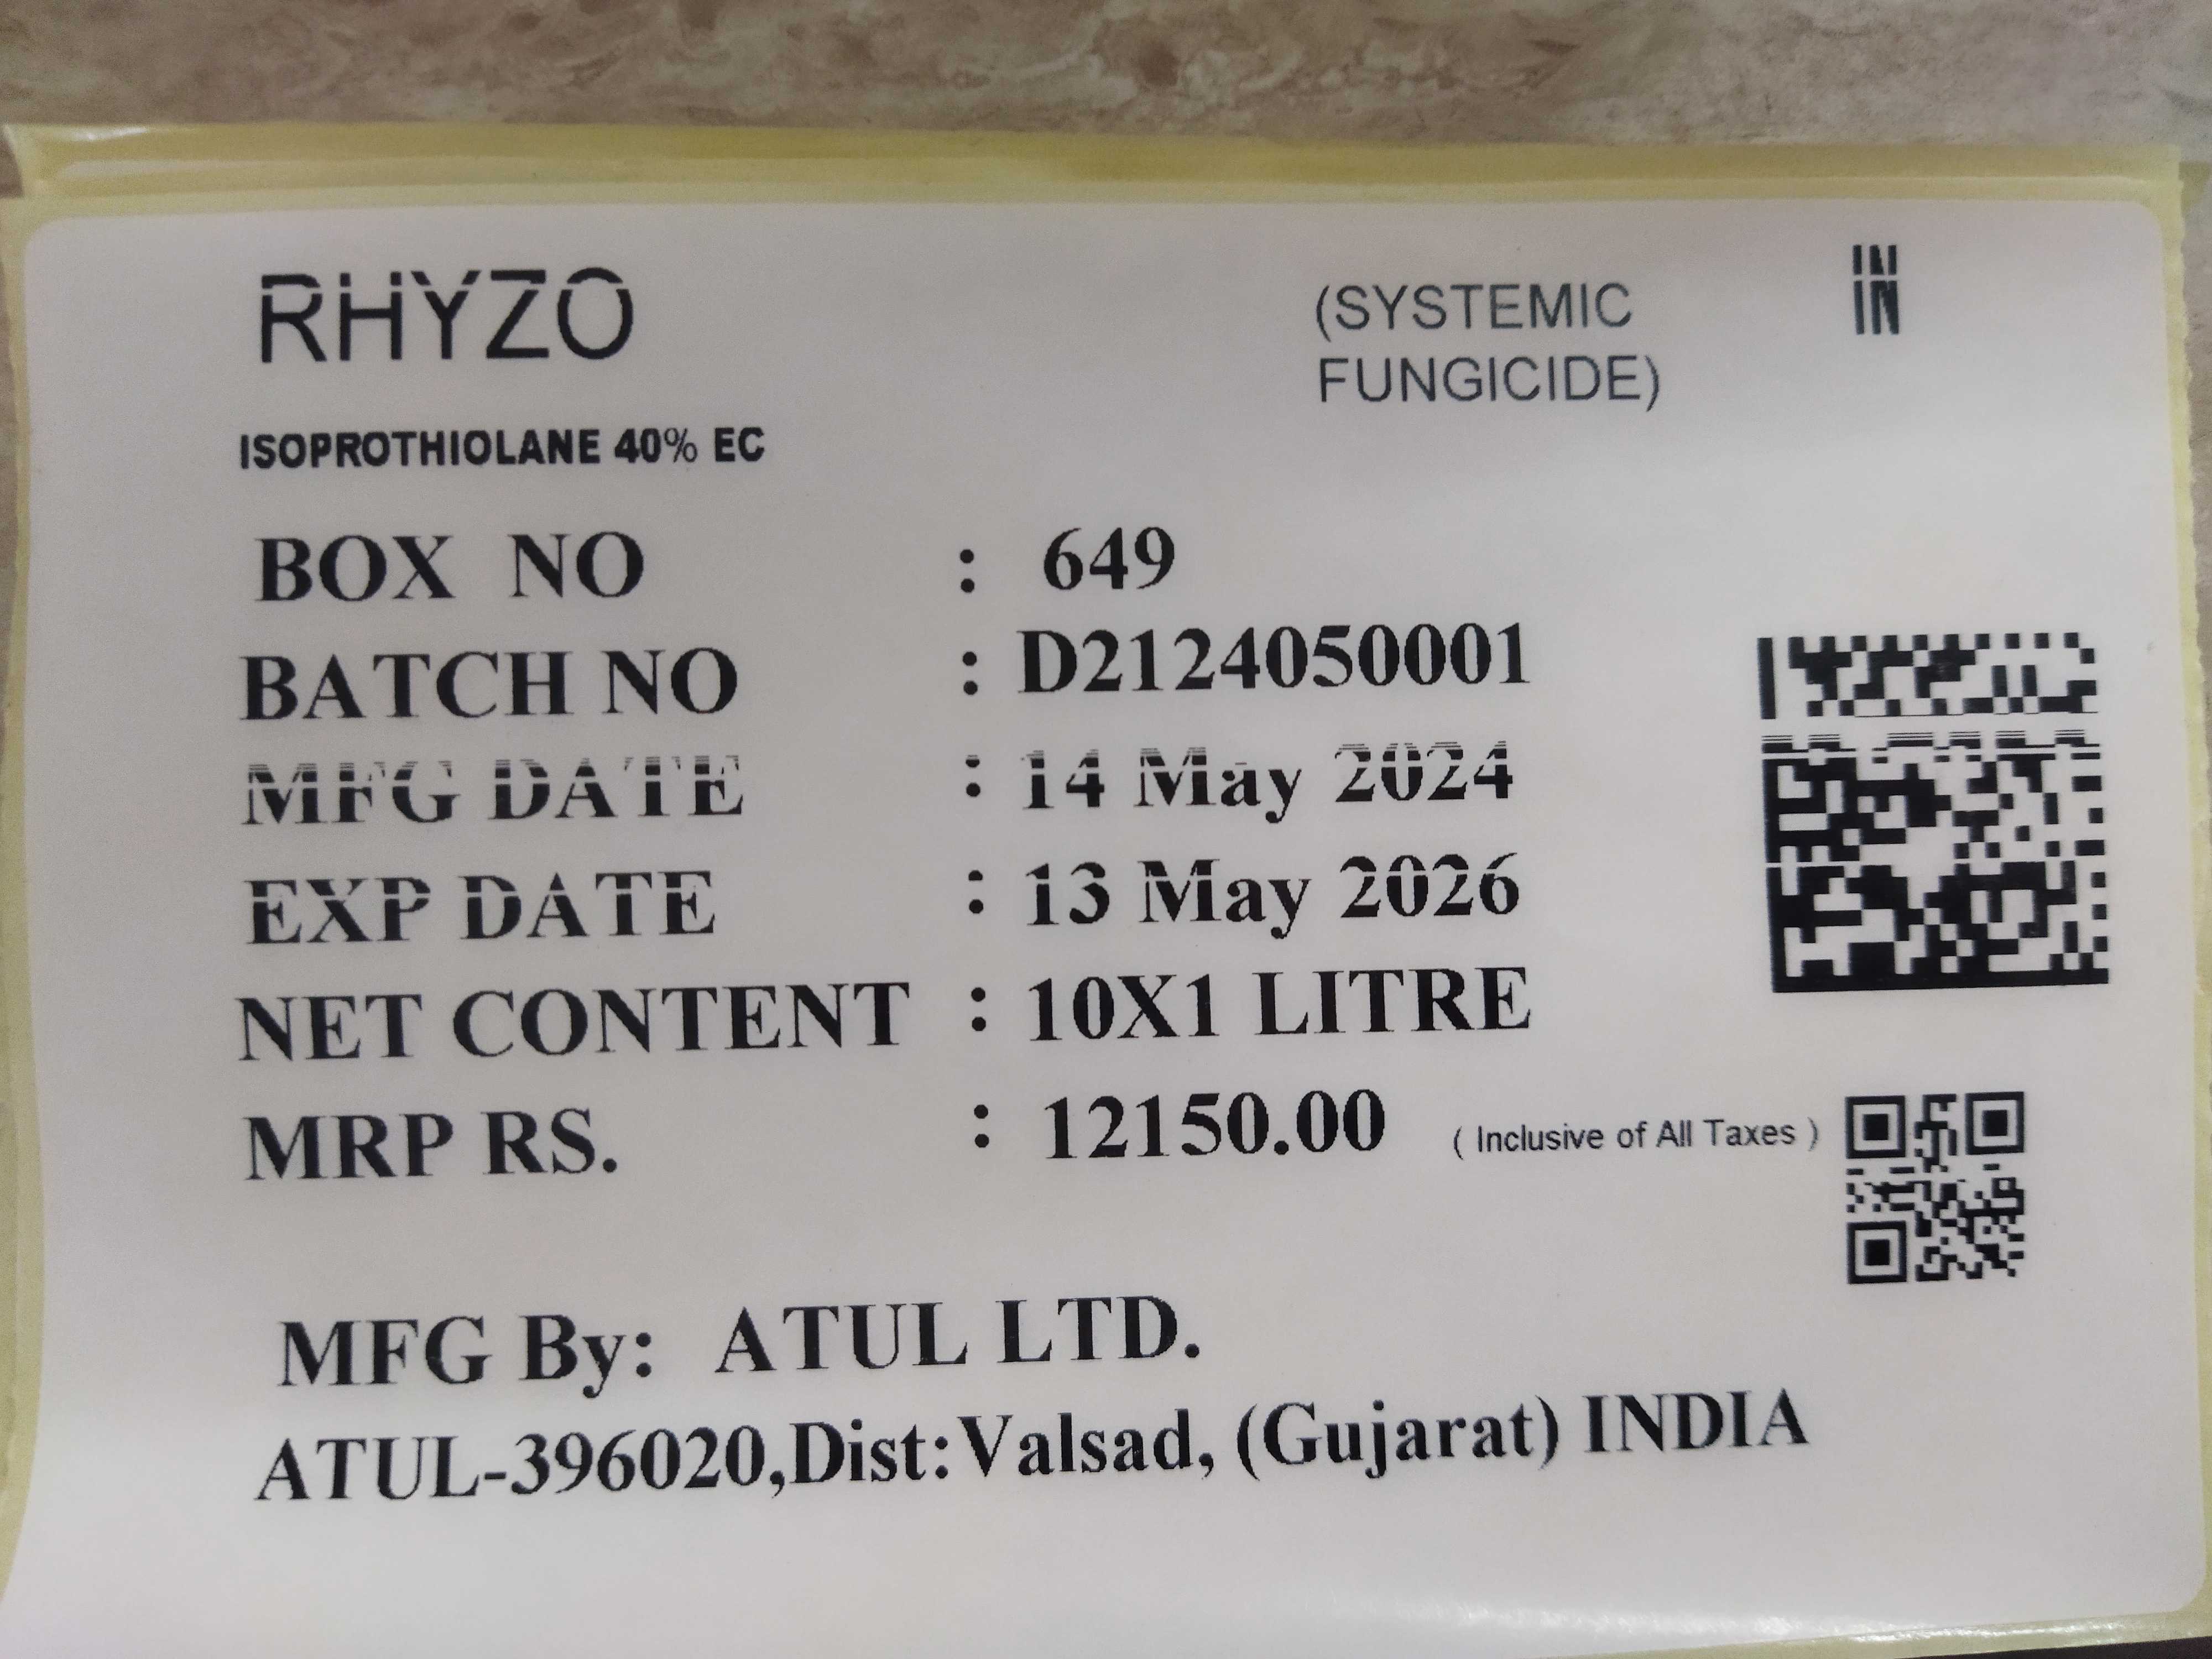 RHYZO
(SYSTEMIC
FUNGICIDE)
IN
ISOPROTHIOLANE 40% EC
BOX NO : 649
BATCH NO : D2124050001
MFG DATE : 14 May 2024
EXP DATE : 13 May 2026
NET CONTENT : 10X1 LITRE
MRP RS. : 12150.00 ( Inclusive of All Taxes )
MFG By: ATUL LTD.
ATUL-396020,Dist:Valsad, (Gujarat) INDIA